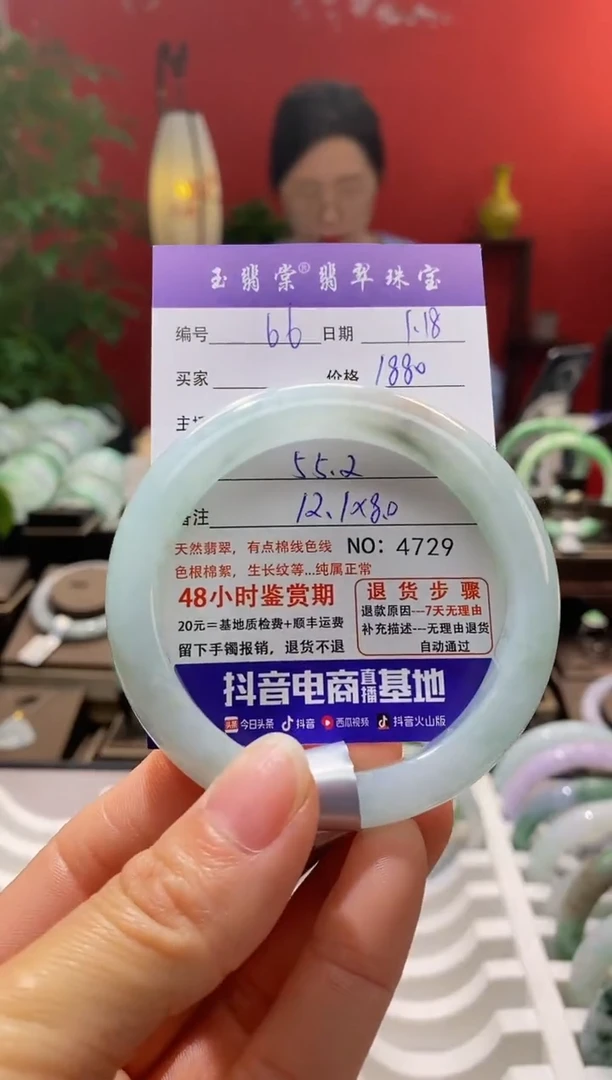 玉翡棠®翡翠珠宝
编号 66 日期 1.18
买家 价格 1880
主
55.2
备注 12.1x8.0
天然翡翠，有点棉线色线 NO：4729
色根棉絮，生长纹等...纯属正常
48小时鉴赏期
20元=基地质检费+顺丰运费
留下手镯报销，退货不退
退货步骤
退款原因---7天无理由
补充描述---无理由退货
自动通过
抖音电商直播基地
头条 今日头条 抖音 西瓜视频 抖音火山版